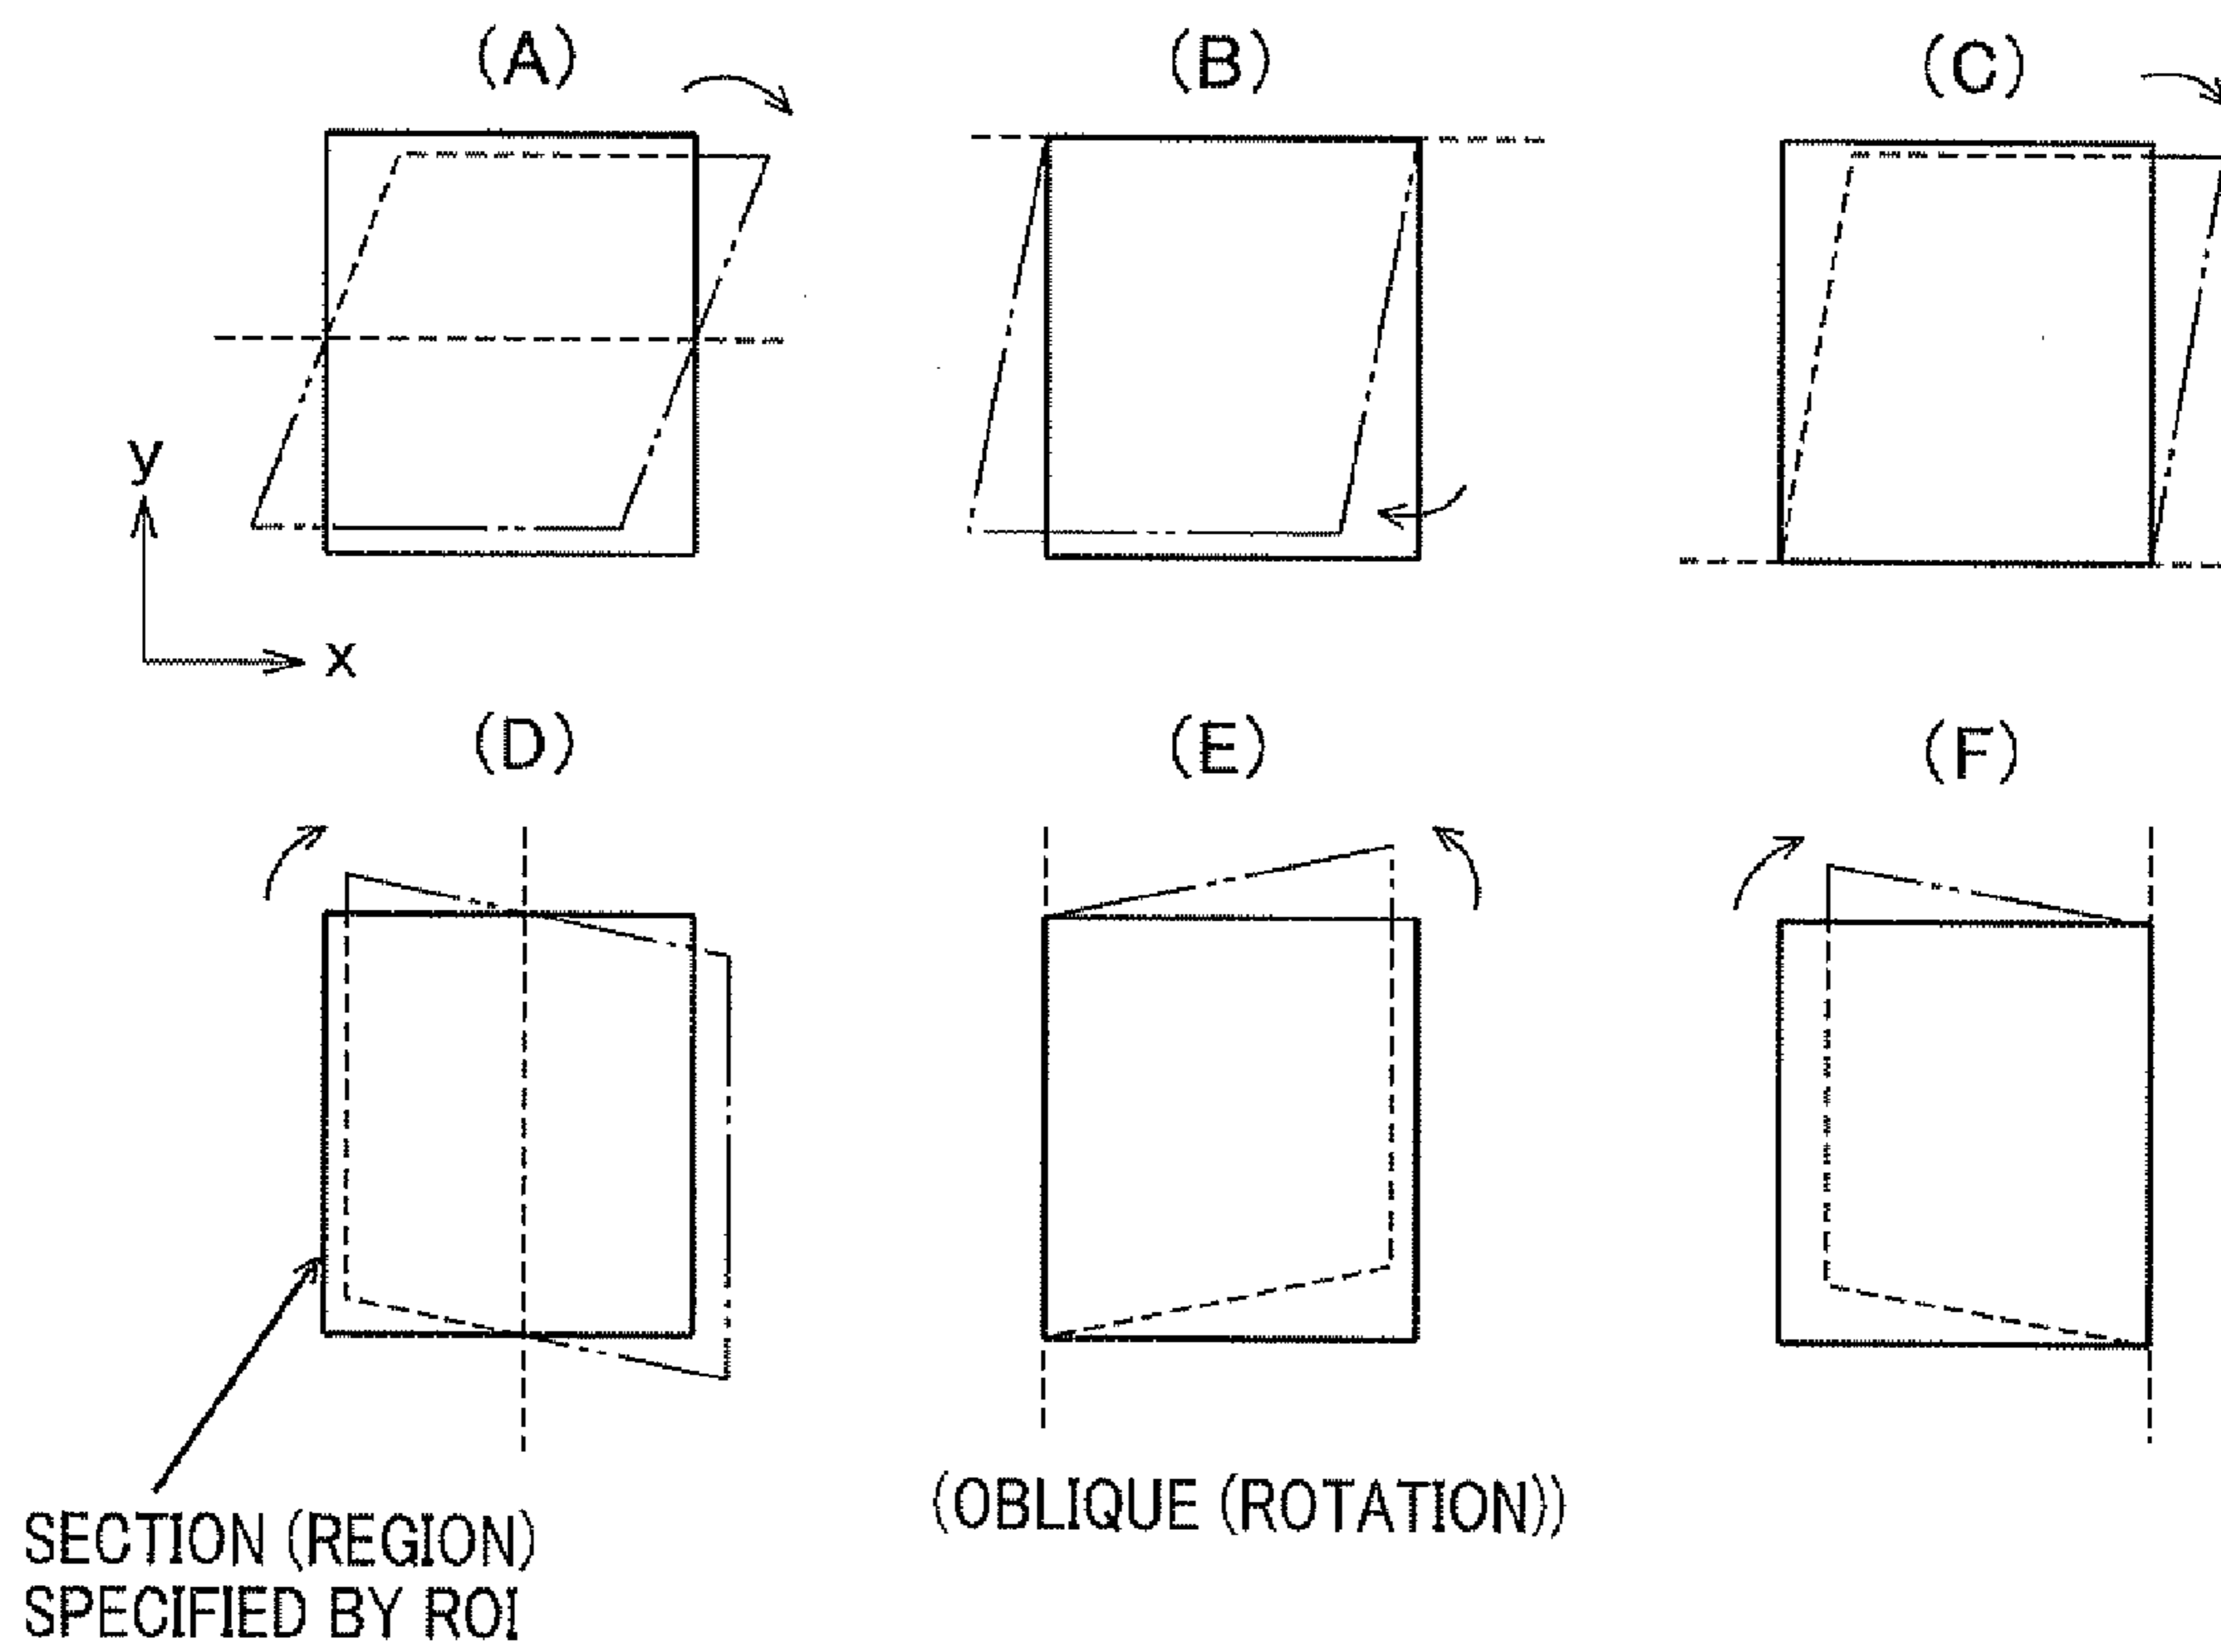 (A)
(B)
(C)
y
x
(D)
(E)
(F)
(OBLIQUE (ROTATION))
SECTION (REGION)
SPECIFIED BY ROI